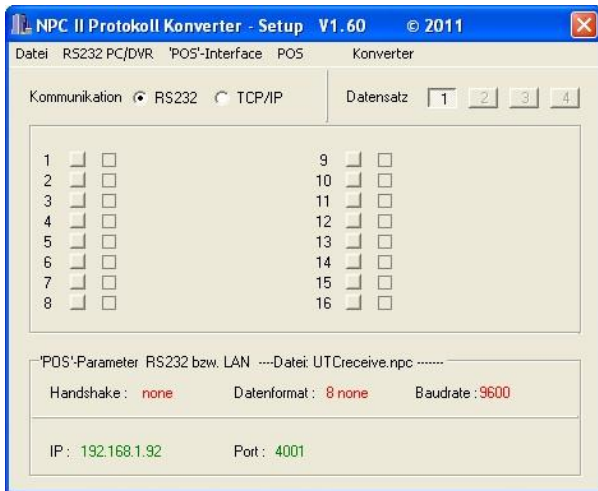 NPC II Protokoll Konverter - Setup V1.60 © 2011
Datei RS232 PC/DVR 'POS'-Interface POS Konverter
Kommunikation RS232 TCP/IP Datensatz 1 2 3 4
1 9
2 10
3 11
4 12
5 13
6 14
7 15
8 16
'POS'-Parameter RS232 bzw. LAN ----Datei: UTCreceive.npc -------
Handshake : none Datenformat : 8 none Baudrate : 9600
IP : 192.168.1.92 Port : 4001